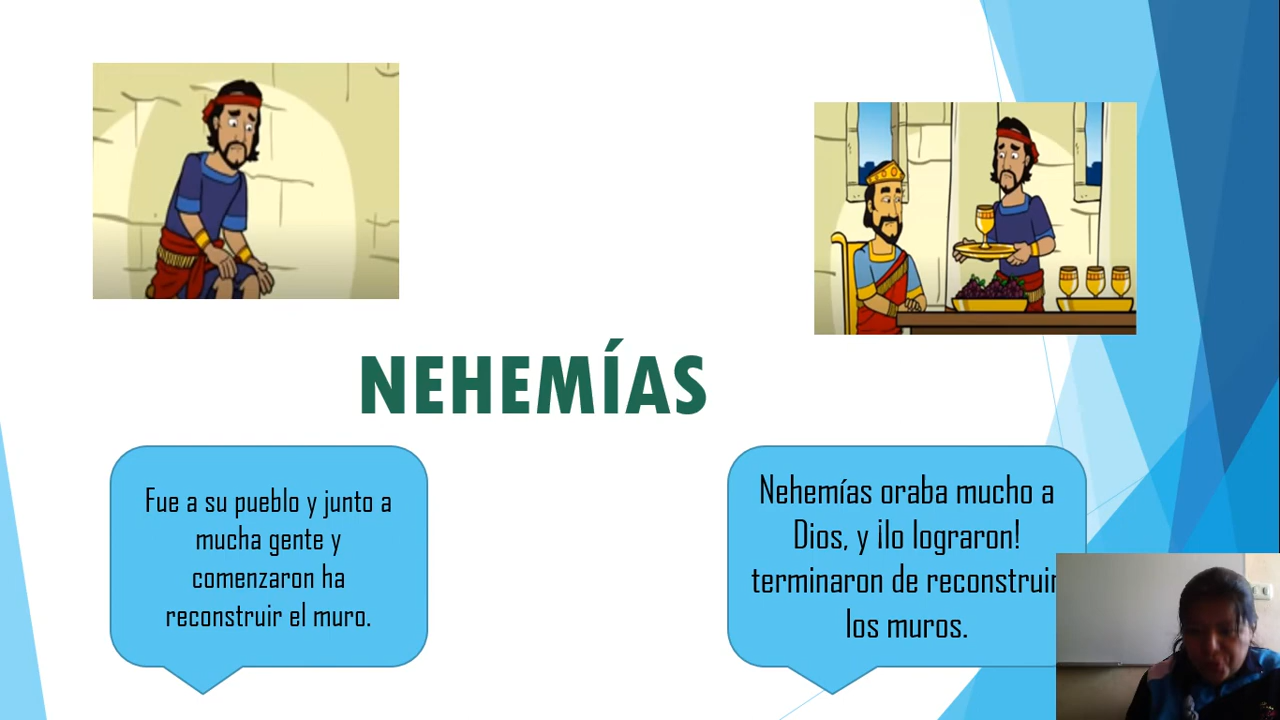 NEHEMÍAS
Fue a su pueblo y junto a
mucha gente y
comenzaron ha
reconstruir el muro.
Nehemías oraba mucho a
Dios, y ¡lo lograron!
terminaron de reconstruir
los muros.